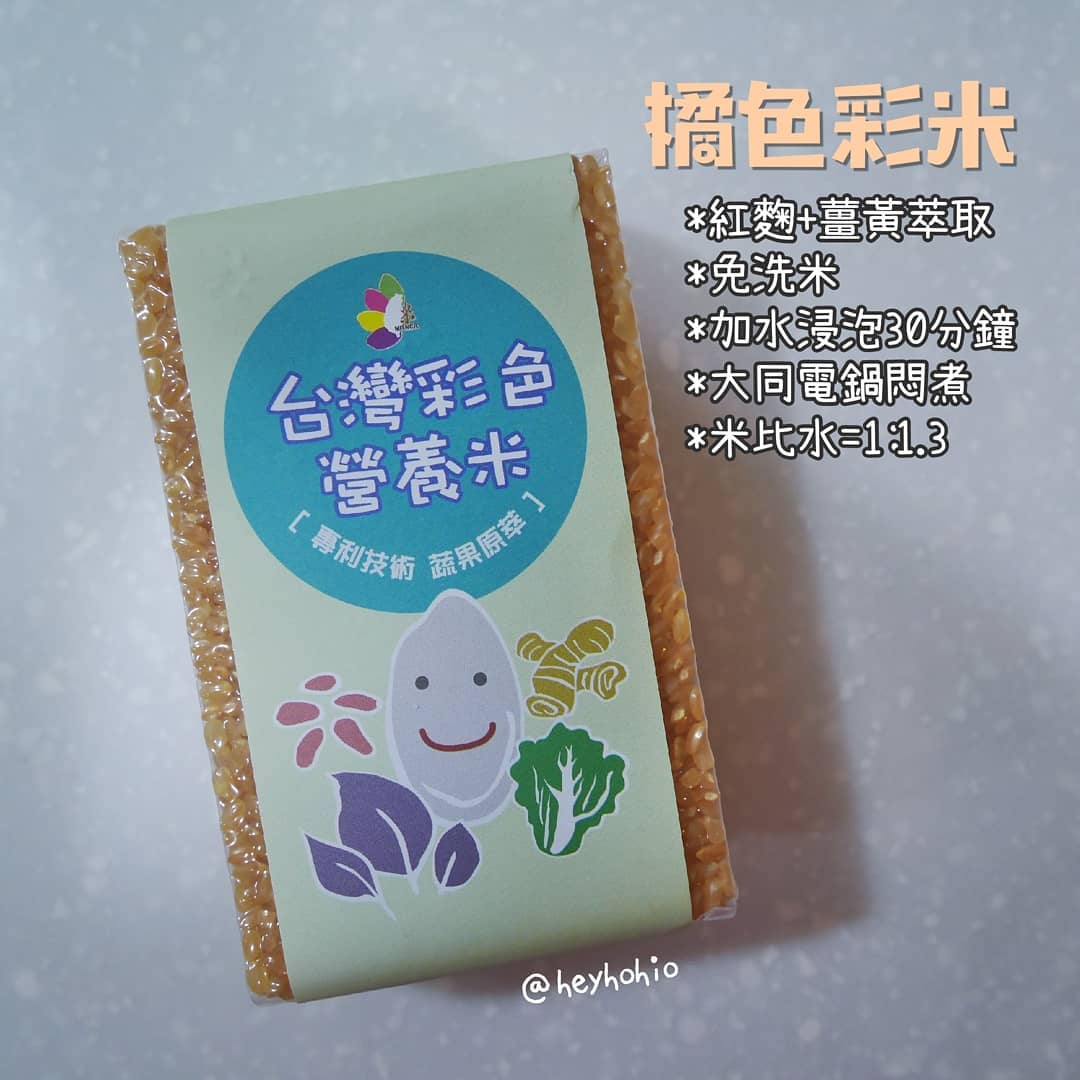 橘色彩米
*紅麴+薑黃萃取
*免洗米
*加水浸泡30分鐘
*大同電鍋悶煮
*米比水=1:1.3
台灣彩色
營養米
[ 專利技術 蔬果原萃 ]
@heyhohio